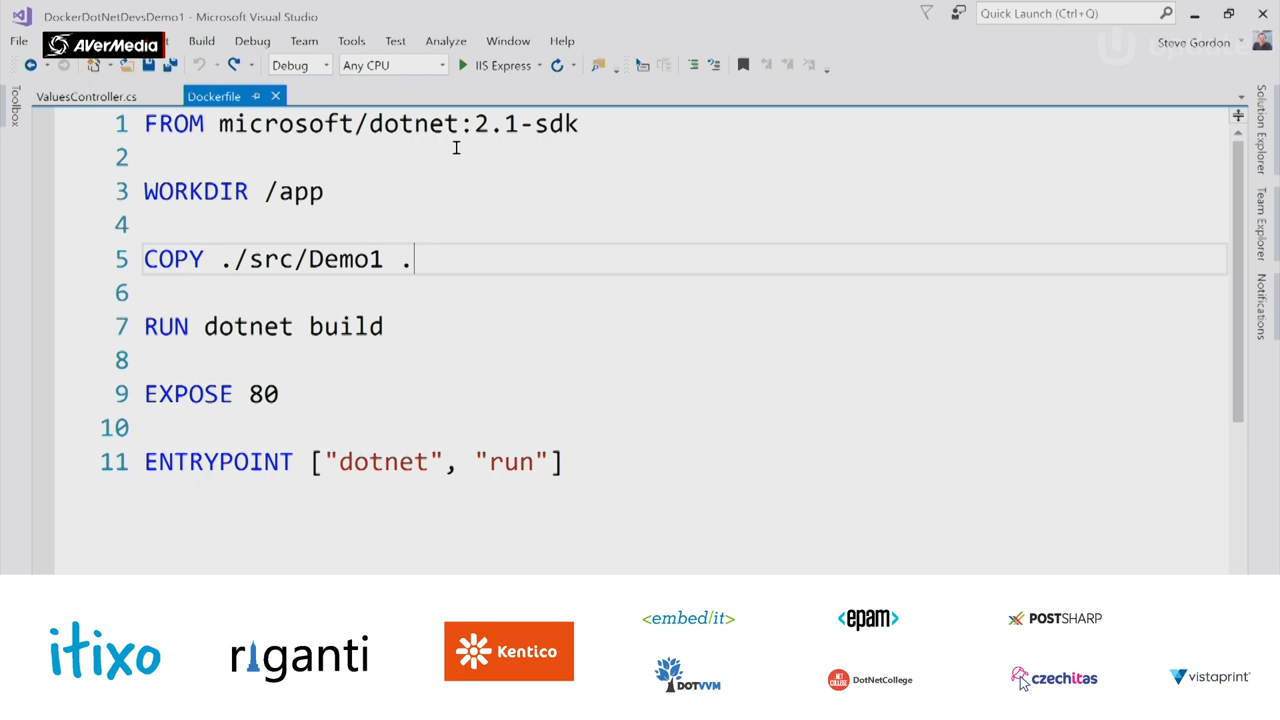 DockerDotNetDevsDemo1 - Microsoft Visual Studio
Quick Launch (Ctrl+Q)
File
AVerMedia
Build Debug Team Tools Test Analyze Window Help
Steve Gordon
Debug Any CPU IIS Express
Toolbox
ValuesController.cs Dockerfile
Solution Explorer
Team Explorer
Notifications
1 FROM microsoft/dotnet:2.1-sdk
2
3 WORKDIR /app
4
5 COPY ./src/Demo1 .
6
7 RUN dotnet build
8
9 EXPOSE 80
10
11 ENTRYPOINT ["dotnet", "run"]
itixo
riganti
Kentico
<embed/it>
<epam>
POSTSHARP
DOTVVM
.NET COLLEGE DotNetCollege
czechitas
vistaprint